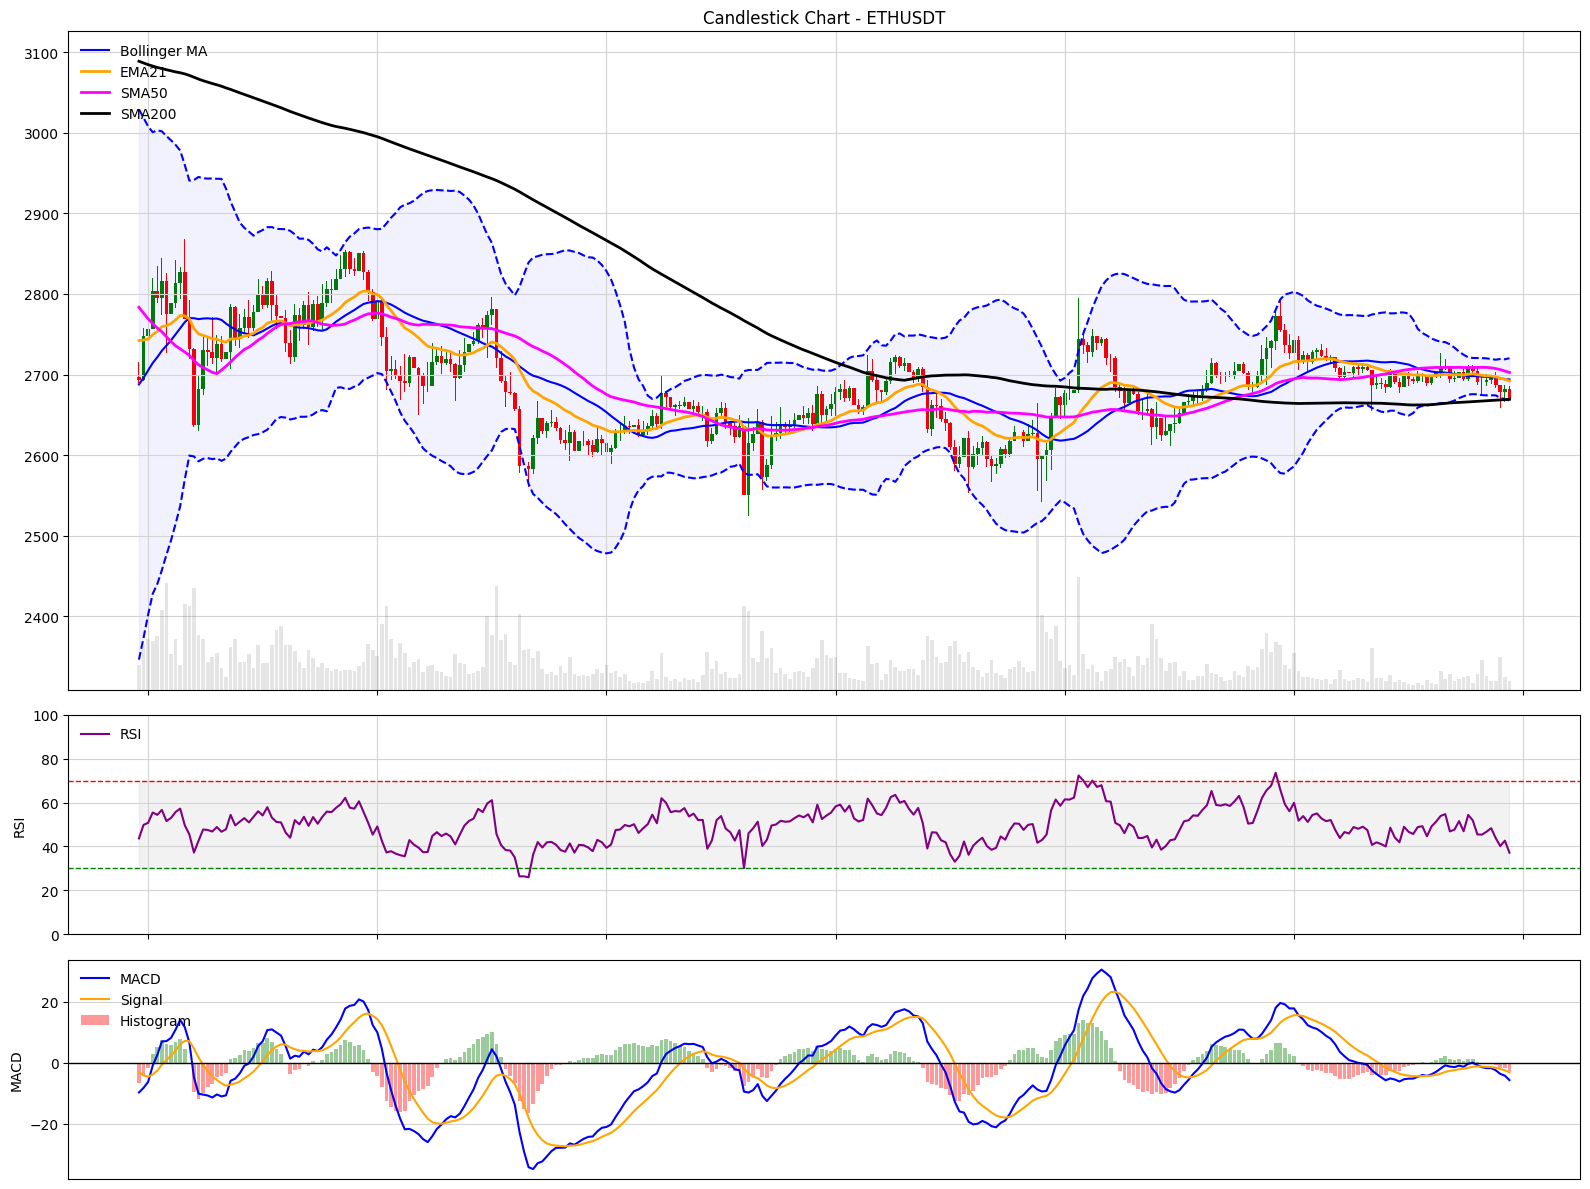 Candlestick Chart - ETHUSDT
Bollinger MA
EMA21
SMA50
SMA200
3100
3000
2900
2800
2700
2600
2500
2400
RSI
100
80
60
40
20
0
RSI
MACD
Signal
Histogram
20
0
−20
MACD